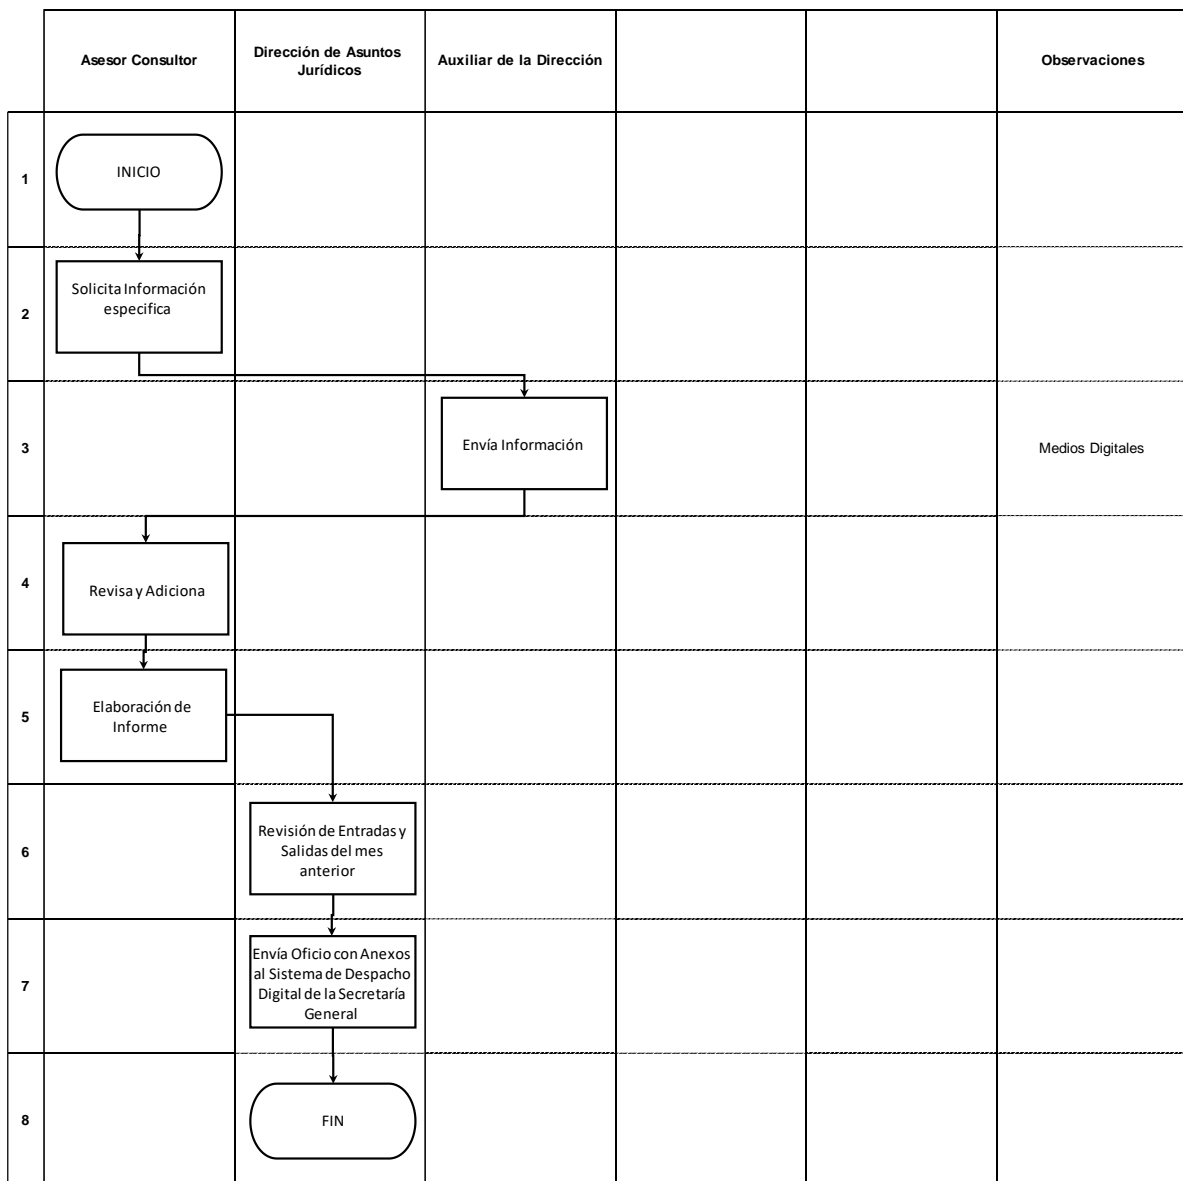 Asesor Consultor
Dirección de Asuntos
Jurídicos
Auxiliar de la Dirección
Observaciones
1
INICIO
2
Solicita Información
especifica
3
Envía Información
Medios Digitales
4
Revisa y Adiciona
5
Elaboración de
Informe
6
Revisión de Entradas y
Salidas del mes
anterior
7
Envía Oficio con Anexos
al Sistema de Despacho
Digital de la Secretaría
General
8
FIN